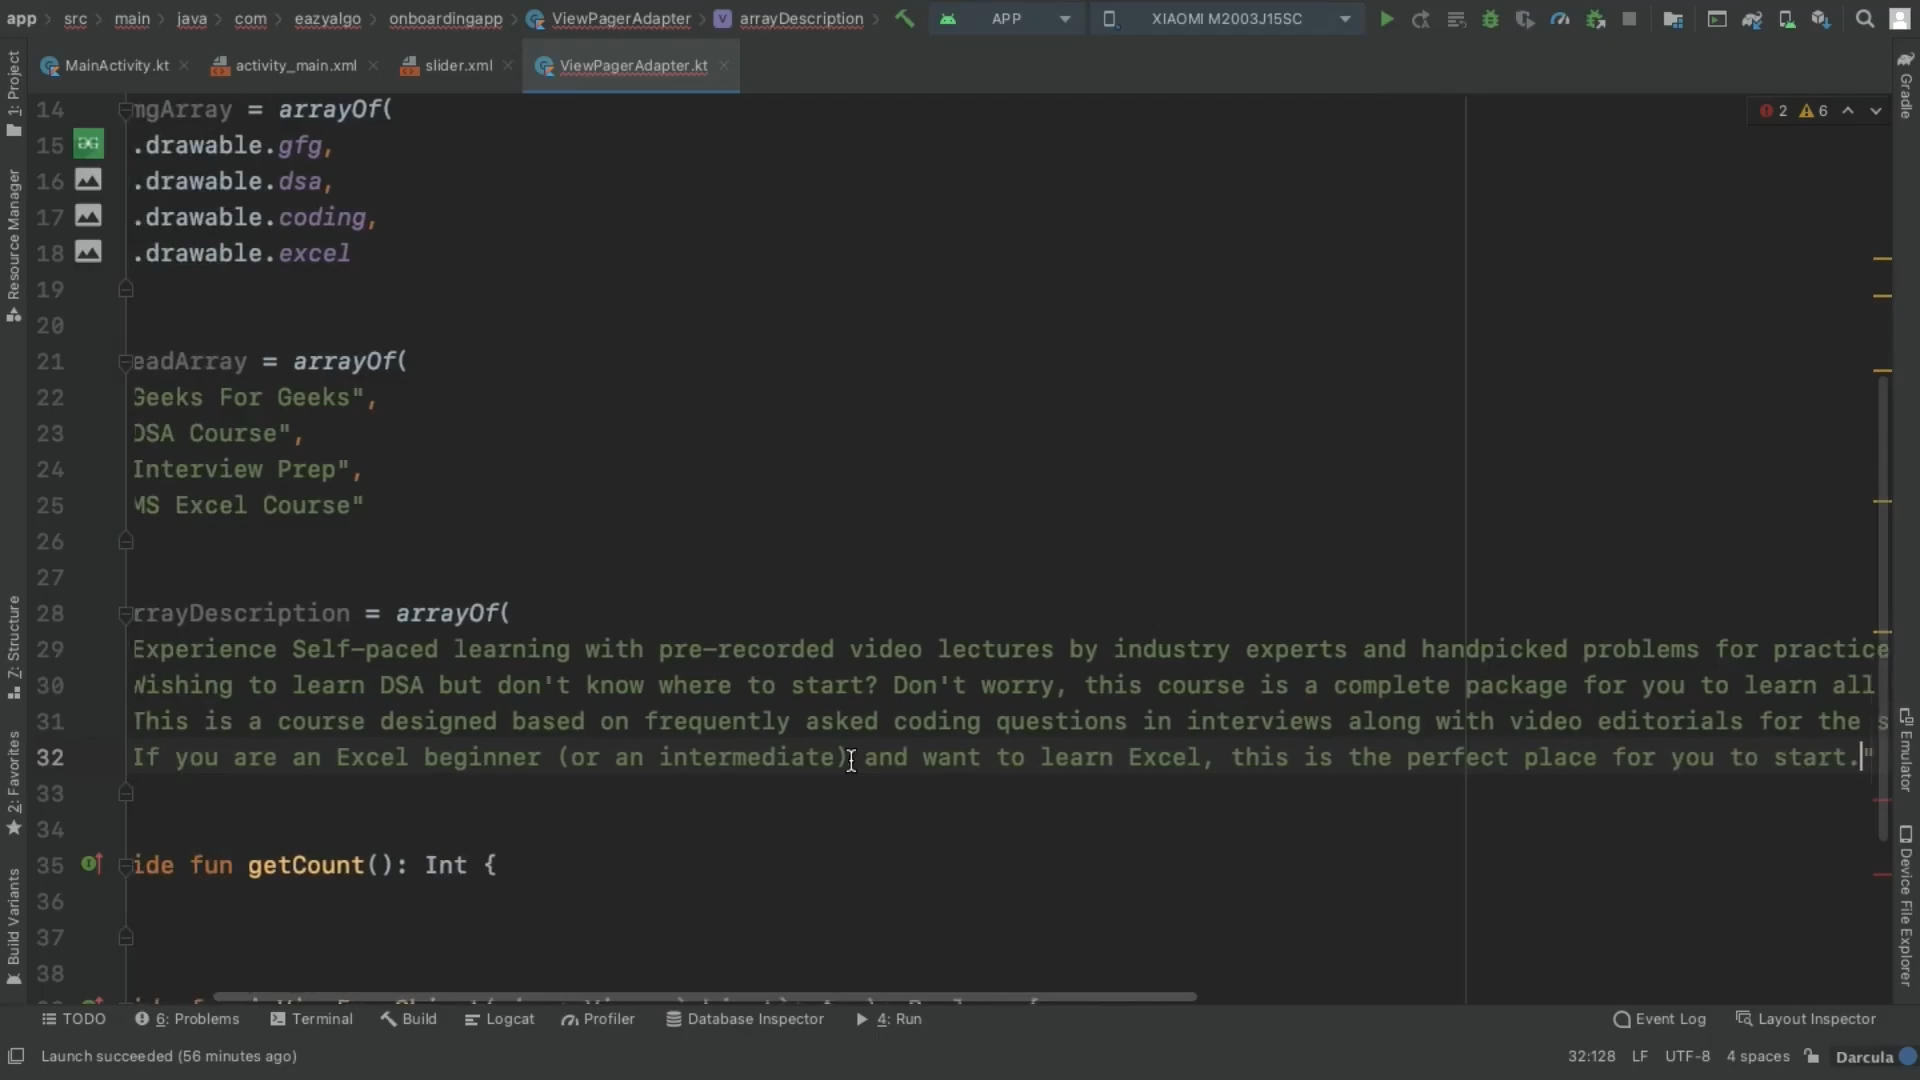 app src main java com eazyalgo onboardingapp ViewPagerAdapter arrayDescription APP XIAOMI M2003J15SC
MainActivity.kt activity_main.xml slider.xml ViewPagerAdapter.kt
1: Project
Resource Manager
Z: Structure
2: Favorites
Build Variants
2 6
14 mgArray = arrayOf(
15 .drawable.gfg,
16 .drawable.dsa,
17 .drawable.coding,
18 .drawable.excel
19
20
21 eadArray = arrayOf(
22 Geeks For Geeks",
23 DSA Course",
24 Interview Prep",
25 MS Excel Course"
26
27
28 rrayDescription = arrayOf(
29 Experience Self-paced learning with pre-recorded video lectures by industry experts and handpicked problems for practice
30 Wishing to learn DSA but don't know where to start? Don't worry, this course is a complete package for you to learn all
31 This is a course designed based on frequently asked coding questions in interviews along with video editorials for the s
32 If you are an Excel beginner (or an intermediate) and want to learn Excel, this is the perfect place for you to start."
33
34
35 ide fun getCount(): Int {
36
37
38
Gradle
Emulator
Device File Explorer
TODO 6: Problems Terminal Build Logcat Profiler Database Inspector 4: Run Event Log Layout Inspector
Launch succeeded (56 minutes ago) 32:128 LF UTF-8 4 spaces Darcula